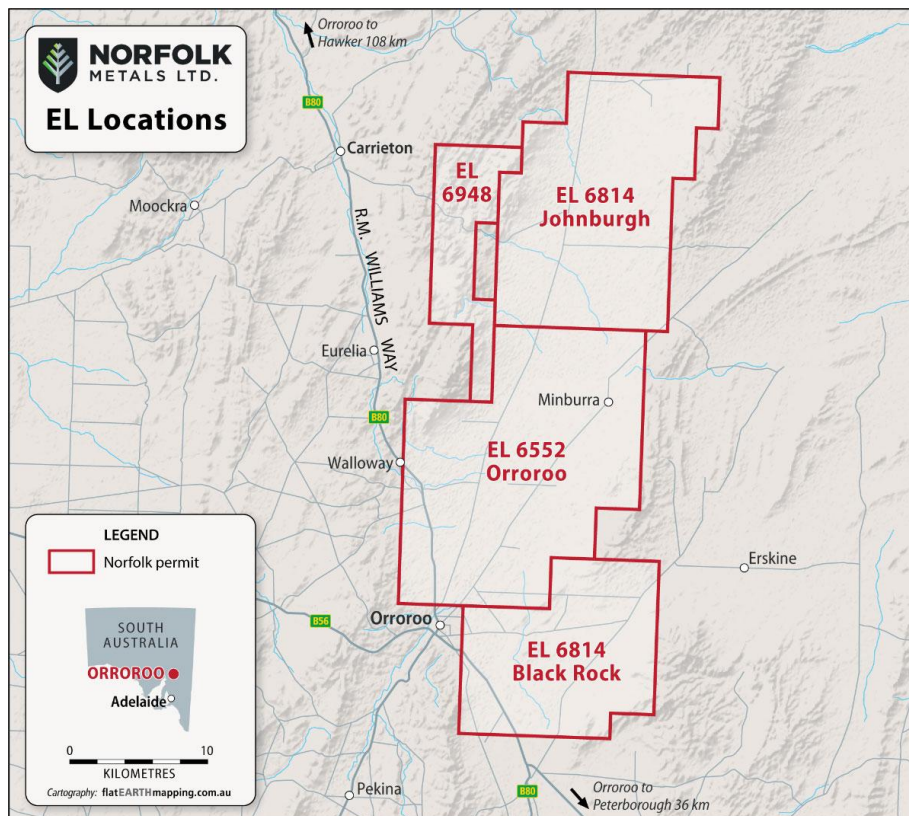 NORFOLK
METALS LTD.
EL Locations
Orroroo to
Hawker 108 km
B80
Carrieton
Moockra
R.M. WILLIAMS WAY
EL
6948
EL 6814
Johnburgh
Eurelia
B80
Minburra
Walloway
EL 6552
Orroroo
Erskine
B56
Orroroo
EL 6814
Black Rock
LEGEND
Norfolk permit
SOUTH
AUSTRALIA
ORROROO
Adelaide
0 10
KILOMETRES
Cartography: flatEARTHmapping.com.au
Pekina
B80
Orroroo to
Peterborough 36 km